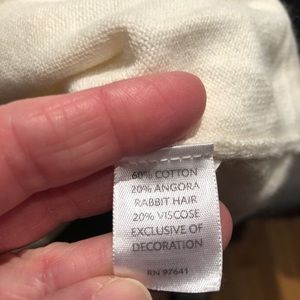 60% COTTON
20% ANGORA
RABBIT HAIR
20% VISCOSE
EXCLUSIVE OF
DECORATION
RN 97641